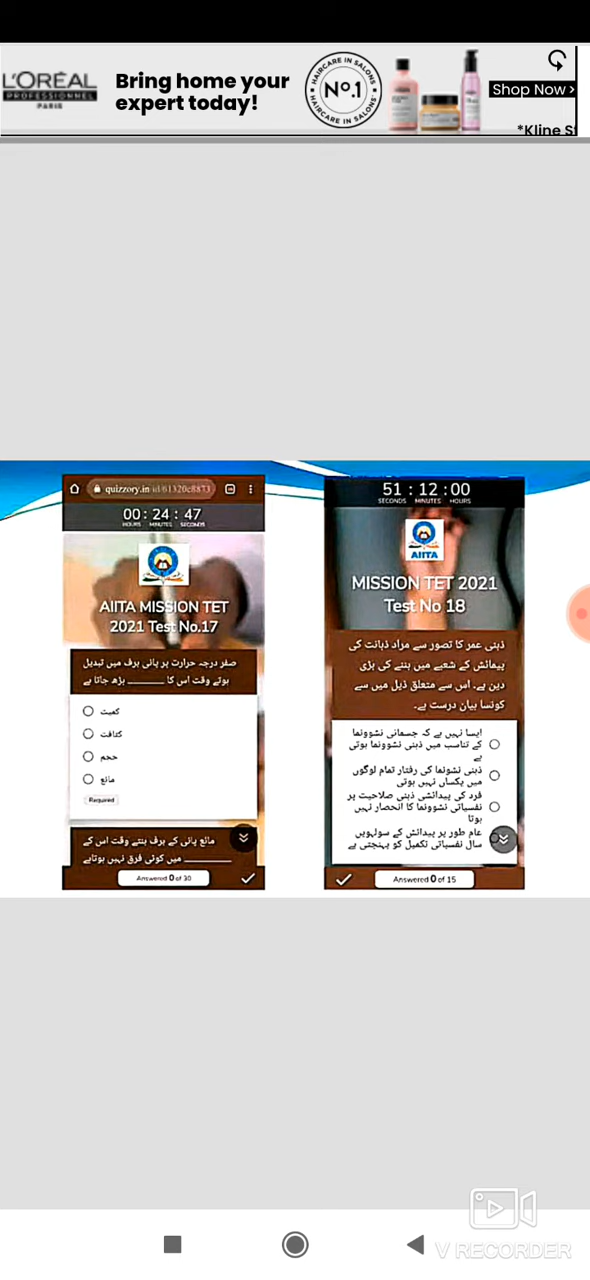 L'ORÉAL
PROFESSIONNEL
PARIS
Bring home your
expert today!
HAIRCARE IN SALONS
Nº.1
HAIRCARE IN SALONS
Shop Now >
*Kline S
quizzory.in/id/61320c8873
00 : 24 : 47
HOURS MINUTES SECONDS
AIITA MISSION TET
2021 Test No.17
صفر درجہ حرارت پر پانی برف میں تبدیل
ہوتے وقت اس کا ______ بڑھ جاتا ہے
کمیت
کثافت
حجم
مائع
Required
مائع پانی کے برف بنتے وقت اس کے
__________ میں کوئی فرق نہیں ہوتاہے
Answered 0 of 30
51 : 12 : 00
SECONDS MINUTES HOURS
AIITA
MISSION TET 2021
Test No 18
ذہنی عمر کا تصور سے مراد ذہانت کی
پیمائش کے شعبے میں بننے کی بڑی
دین ہے۔ اس سے متعلق ذیل میں سے
کونسا بیان درست ہے۔
ایسا نہیں ہے کہ جسمانی نشوونما
کے تناسب میں ذہنی نشوونما ہوتی
ہے
ذہنی نشونما کی رفتار تمام لوگوں
میں یکساں نہیں ہوتی
فرد کی پیدائشی ذہنی صلاحیت پر
نفسیاتی نشوونما کا انحصار نہیں
ہوتا
عام طور پر پیدائش کے سولہویں
سال نفسیاتی تکمیل کو پہنچتی ہے
Answered 0 of 15
V RECORDER